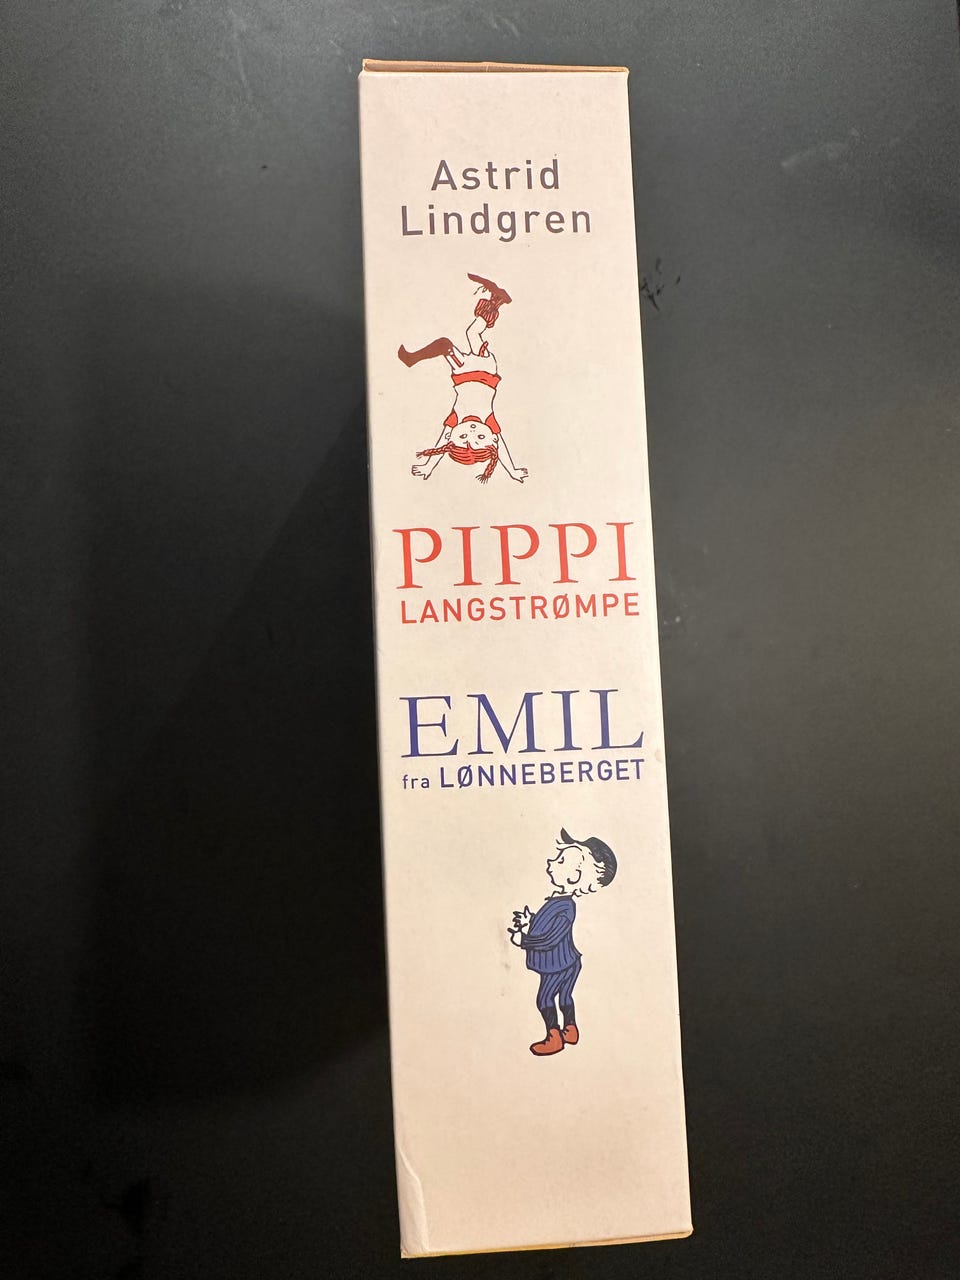 Astrid
Lindgren
PIPPI
LANGSTRØMPE
EMIL
fra LØNNEBERGET